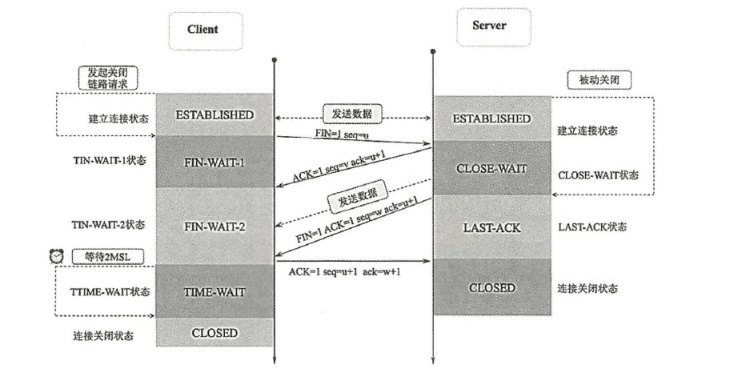 Client
Server
发起关闭
链路请求
被动关闭
建立连接状态
ESTABLISHED
发送数据
ESTABLISHED
建立连接状态
FIN=1 seq=u
TIN-WAIT-1状态
FIN-WAIT-1
ACK=1 seq=v ack=u+1
CLOSE-WAIT
CLOSE-WAIT状态
发送数据
TIN-WAIT-2状态
FIN-WAIT-2
FIN=1 ACK=1 seq=w ack=u+1
LAST-ACK
LAST-ACK状态
等待2MSL
ACK=1 seq=u+1 ack=w+1
TTIME-WAIT状态
TIME-WAIT
CLOSED
连接关闭状态
连接关闭状态
CLOSED